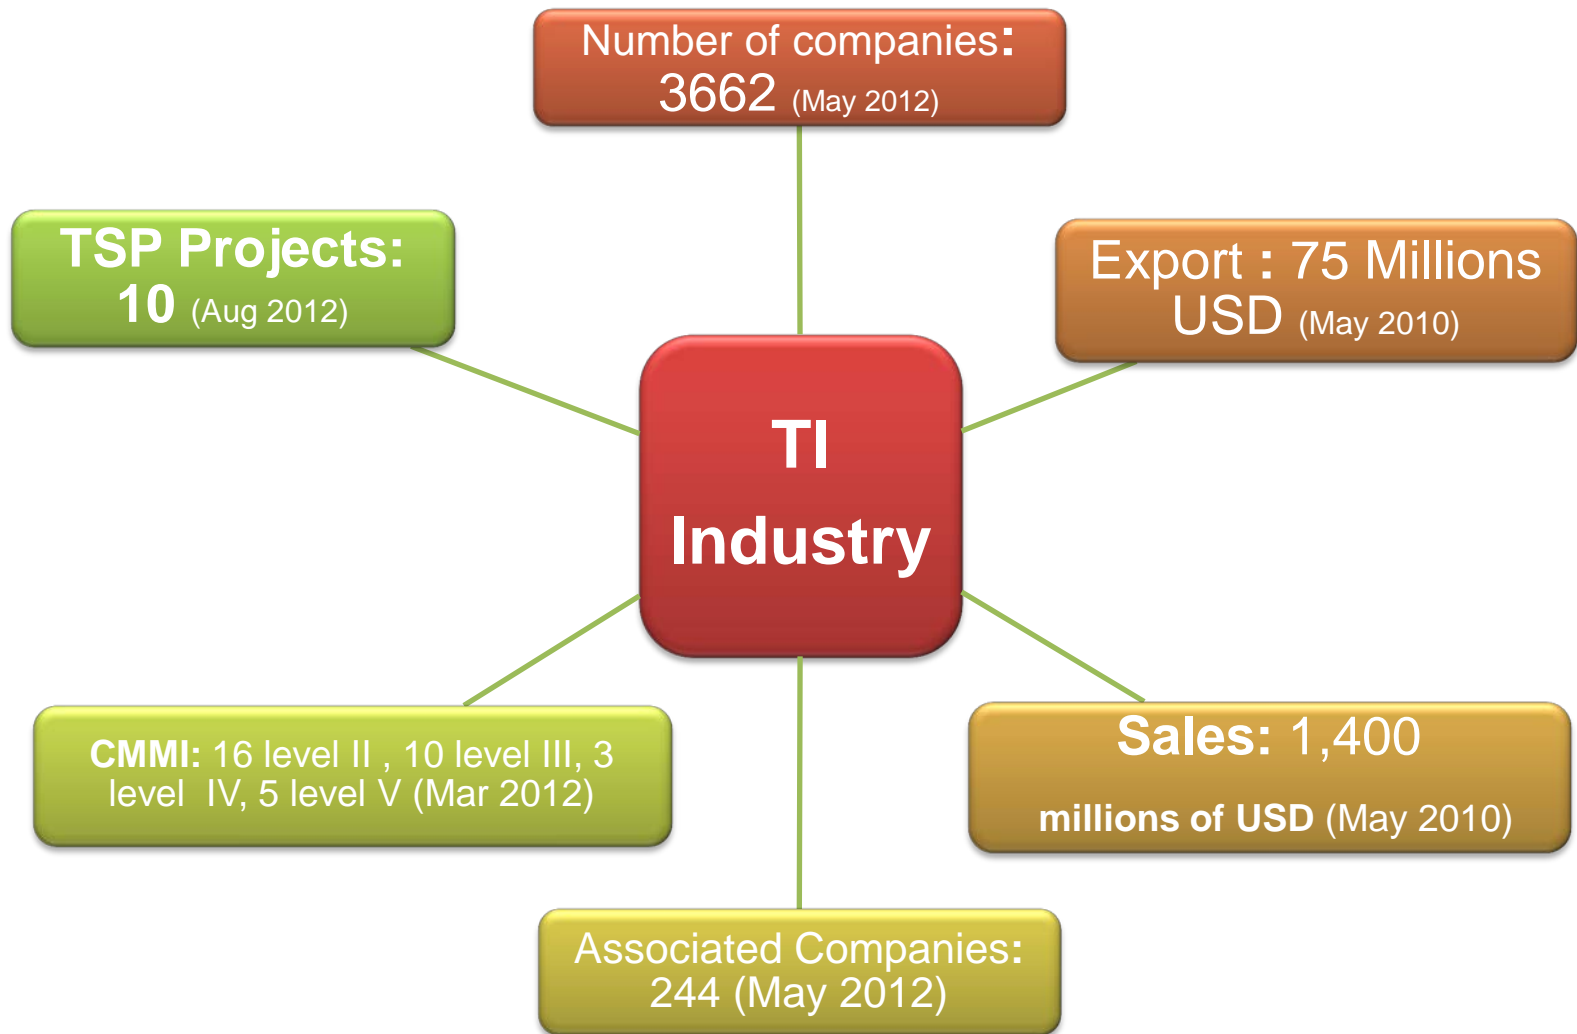 Number of companies:
3662 (May 2012)
TSP Projects:
10 (Aug 2012)
Export : 75 Millions
USD (May 2010)
TI
Industry
CMMI: 16 level II , 10 level III, 3
level  IV, 5 level V (Mar 2012)
Sales: 1,400
millions of USD (May 2010)
Associated Companies:
244 (May 2012)